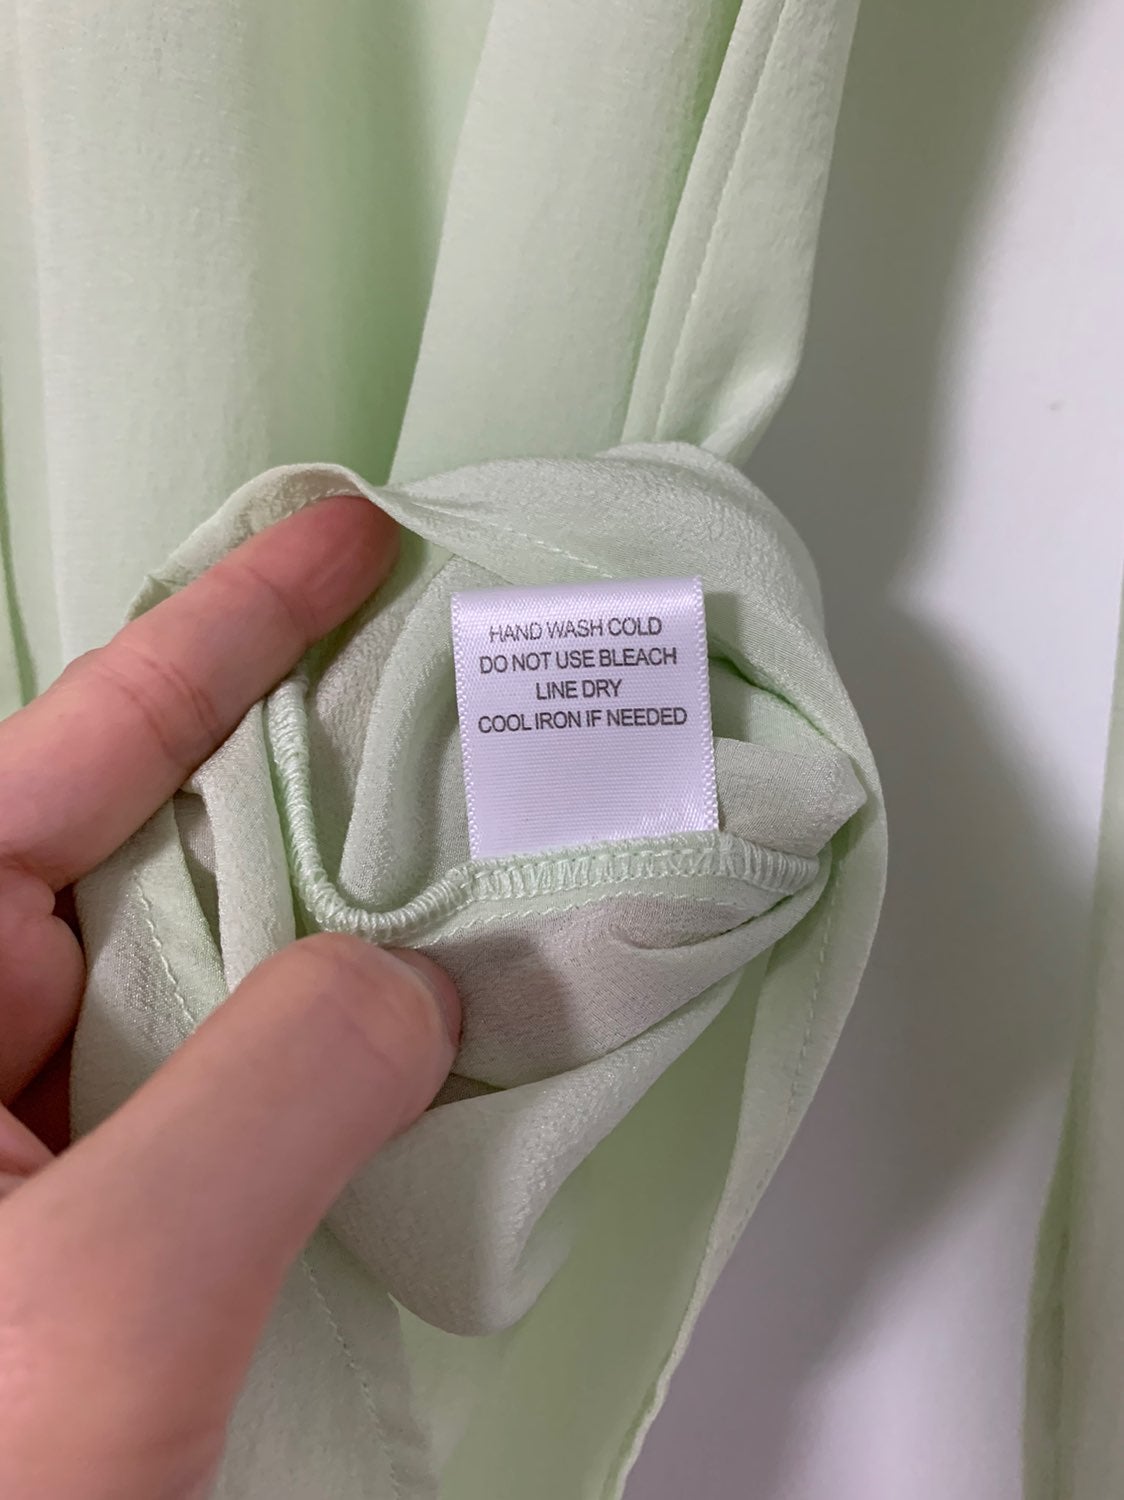 HAND WASH COLD
DO NOT USE BLEACH
LINE DRY
COOL IRON IF NEEDED